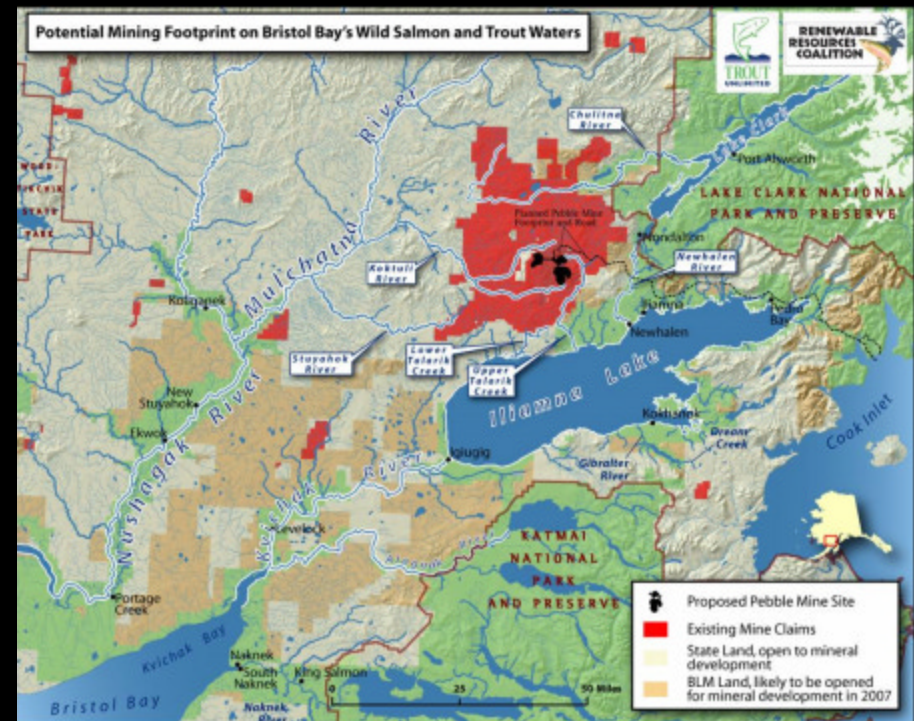 Potential Mining Footprint on Bristol Bay's Wild Salmon and Trout Waters
TROUT
UNLIMITED
RENEWABLE
RESOURCES
COALITION
Chulitna
River
Lake Clark
Port Alsworth
LAKE CLARK NATIONAL
PARK AND PRESERVE
STATE
PARK
Mulchatna River
Planned Pebble Mine
Footprint and Road
Nondalton
Newhalen
River
Koktuli
River
Koliganek
Iliamna
Newhalen
Pedro
Bay
Stuyahok
River
Lower
Talarik
Creek
Upper
Talarik
Creek
Iliamna Lake
New
Stuyahok
Ekwok
Nushagak River
Kokhanok
Dream
Creek
Gibralter
River
Cook Inlet
Igiugig
Kvichak River
Levelock
KATMAI
NATIONAL
PARK
AND PRESERVE
Portage
Creek
Kvichak Bay
Naknek
South
Naknek
King Salmon
Naknek
River
Bristol Bay
0 25 50 Miles
Proposed Pebble Mine Site
Existing Mine Claims
State Land, open to mineral
development
BLM Land, likely to be opened
for mineral development in 2007